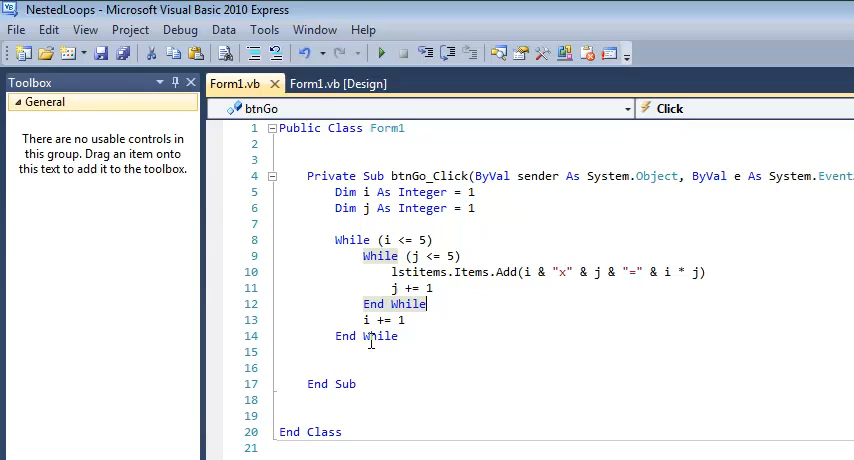 NestedLoops - Microsoft Visual Basic 2010 Express
File Edit View Project Debug Data Tools Window Help
Toolbox
General
There are no usable controls in
this group. Drag an item onto
this text to add it to the toolbox.
Form1.vb Form1.vb [Design]
btnGo Click
1 Public Class Form1
2
3
4 Private Sub btnGo_Click(ByVal sender As System.Object, ByVal e As System.Event
5 Dim i As Integer = 1
6 Dim j As Integer = 1
7
8 While (i <= 5)
9 While (j <= 5)
10 lstitems.Items.Add(i & "x" & j & "=" & i * j)
11 j += 1
12 End While
13 i += 1
14 End While
15
16
17 End Sub
18
19
20 End Class
21